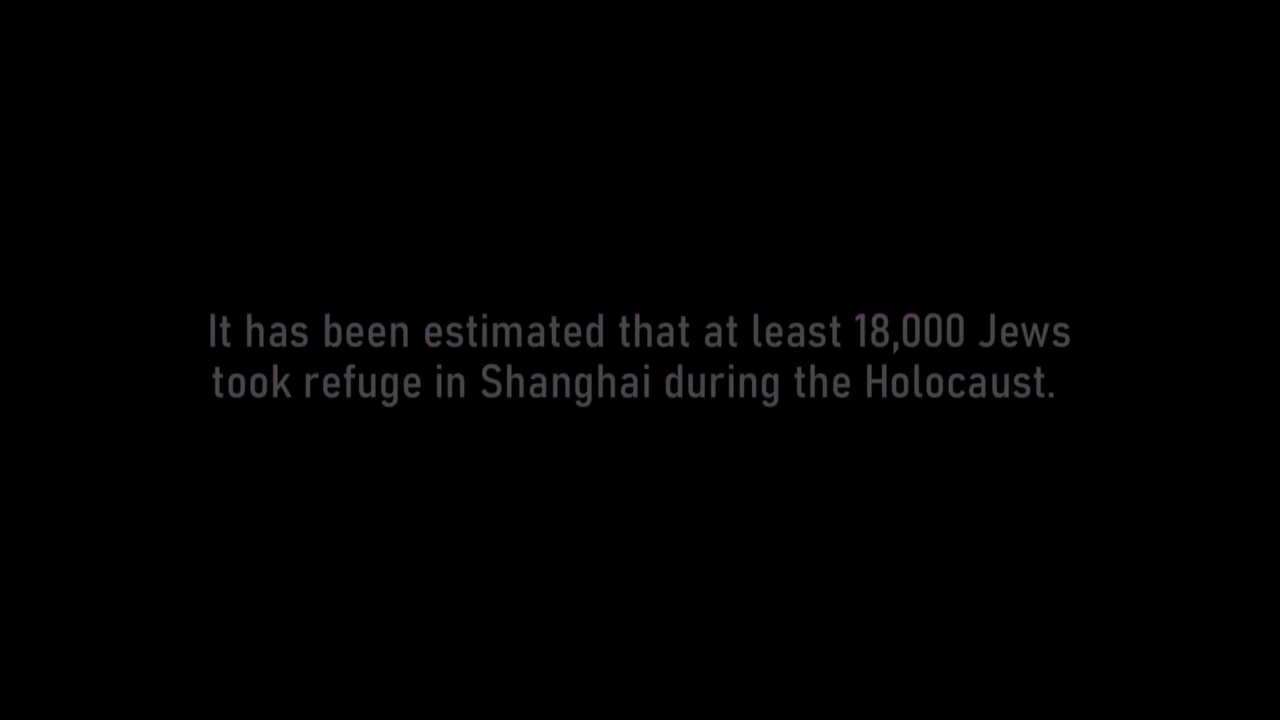 It has been estimated that at least 18,000 Jews
took refuge in Shanghai during the Holocaust.